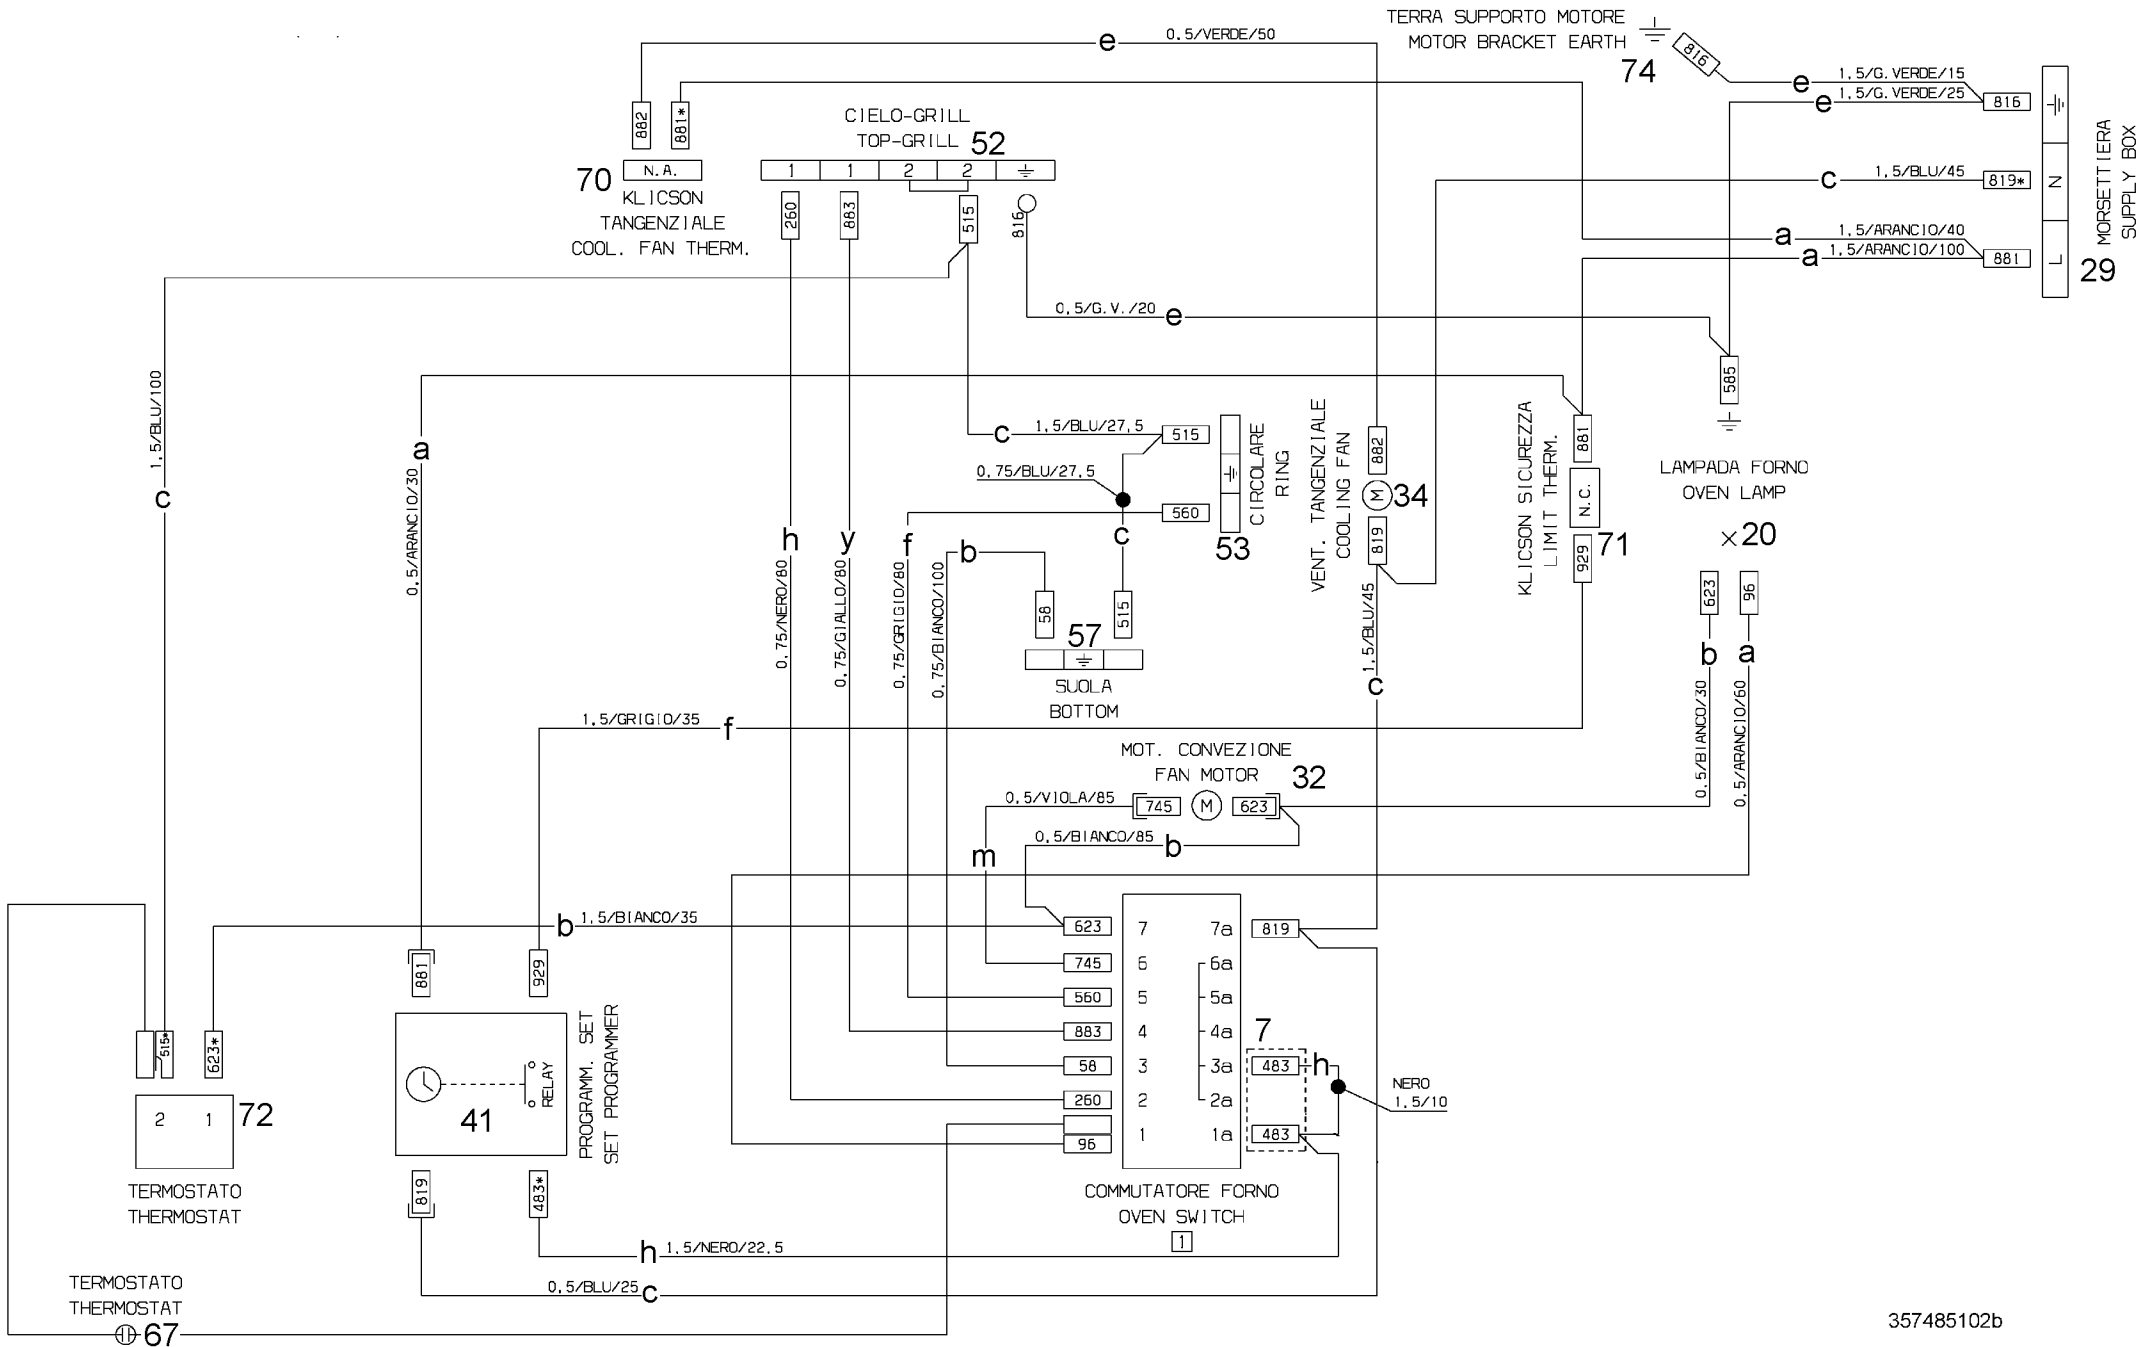 TERRA SUPPORTO MOTORE
MOTOR BRACKET EARTH
74
816
e 0.5/VERDE/50
e 1,5/G.VERDE/15
e 1,5/G.VERDE/25
816
882
881*
N.A.
70
KLICSON
TANGENZIALE
COOL. FAN THERM.
CIELO-GRILL
TOP-GRILL 52
1 1 2 2
260
883
515
816
c 1,5/BLU/45
819*
N
a 1,5/ARANCIO/40
a 1,5/ARANCIO/100
881
L
MORSETTIERA
SUPPLY BOX
29
0,5/G.V./20 e
585
1,5/BLU/100
c
a
0,5/ARANCIO/30
c 1,5/BLU/27,5
515
0,75/BLU/27,5
560
c
CIRCOLARE
RING
53
VENT. TANGENZIALE
COOLING FAN
882
M 34
819
KLICSON SICUREZZA
LIMIT THERM.
881
N.C.
71
929
LAMPADA FORNO
OVEN LAMP
×20
623
96
h
0,75/NERO/80
y
0,75/GIALLO/80
f
0,75/GRIGIO/80
b
0,75/BIANCO/100
58
515
57
SUOLA
BOTTOM
1,5/BLU/45
c
b
0,5/BIANCO/30
a
0,5/ARANCIO/60
1,5/GRIGIO/35 f
MOT. CONVEZIONE
FAN MOTOR 32
0,5/VIOLA/85
745 M 623
0,5/BIANCO/85 b
m
b 1,5/BIANCO/35
623 7 7a 819
745 6 6a
560 5 5a
883 4 4a
7
58 3 3a 483 h
260 2 2a
96 1 1a 483
NERO
1.5/10
COMMUTATORE FORNO
OVEN SWITCH
1
881
929
RELAY
41
PROGRAMM. SET
SET PROGRAMMER
819
483*
515*
623*
2 1
72
TERMOSTATO
THERMOSTAT
h 1,5/NERO/22,5
0,5/BLU/25 c
TERMOSTATO
THERMOSTAT
67
357485102b